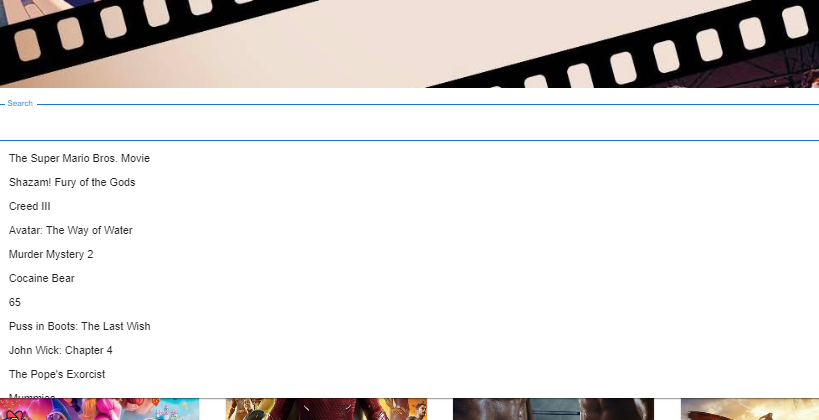 Search
The Super Mario Bros. Movie
Shazam! Fury of the Gods
Creed III
Avatar: The Way of Water
Murder Mystery 2
Cocaine Bear
65
Puss in Boots: The Last Wish
John Wick: Chapter 4
The Pope's Exorcist
Mummies